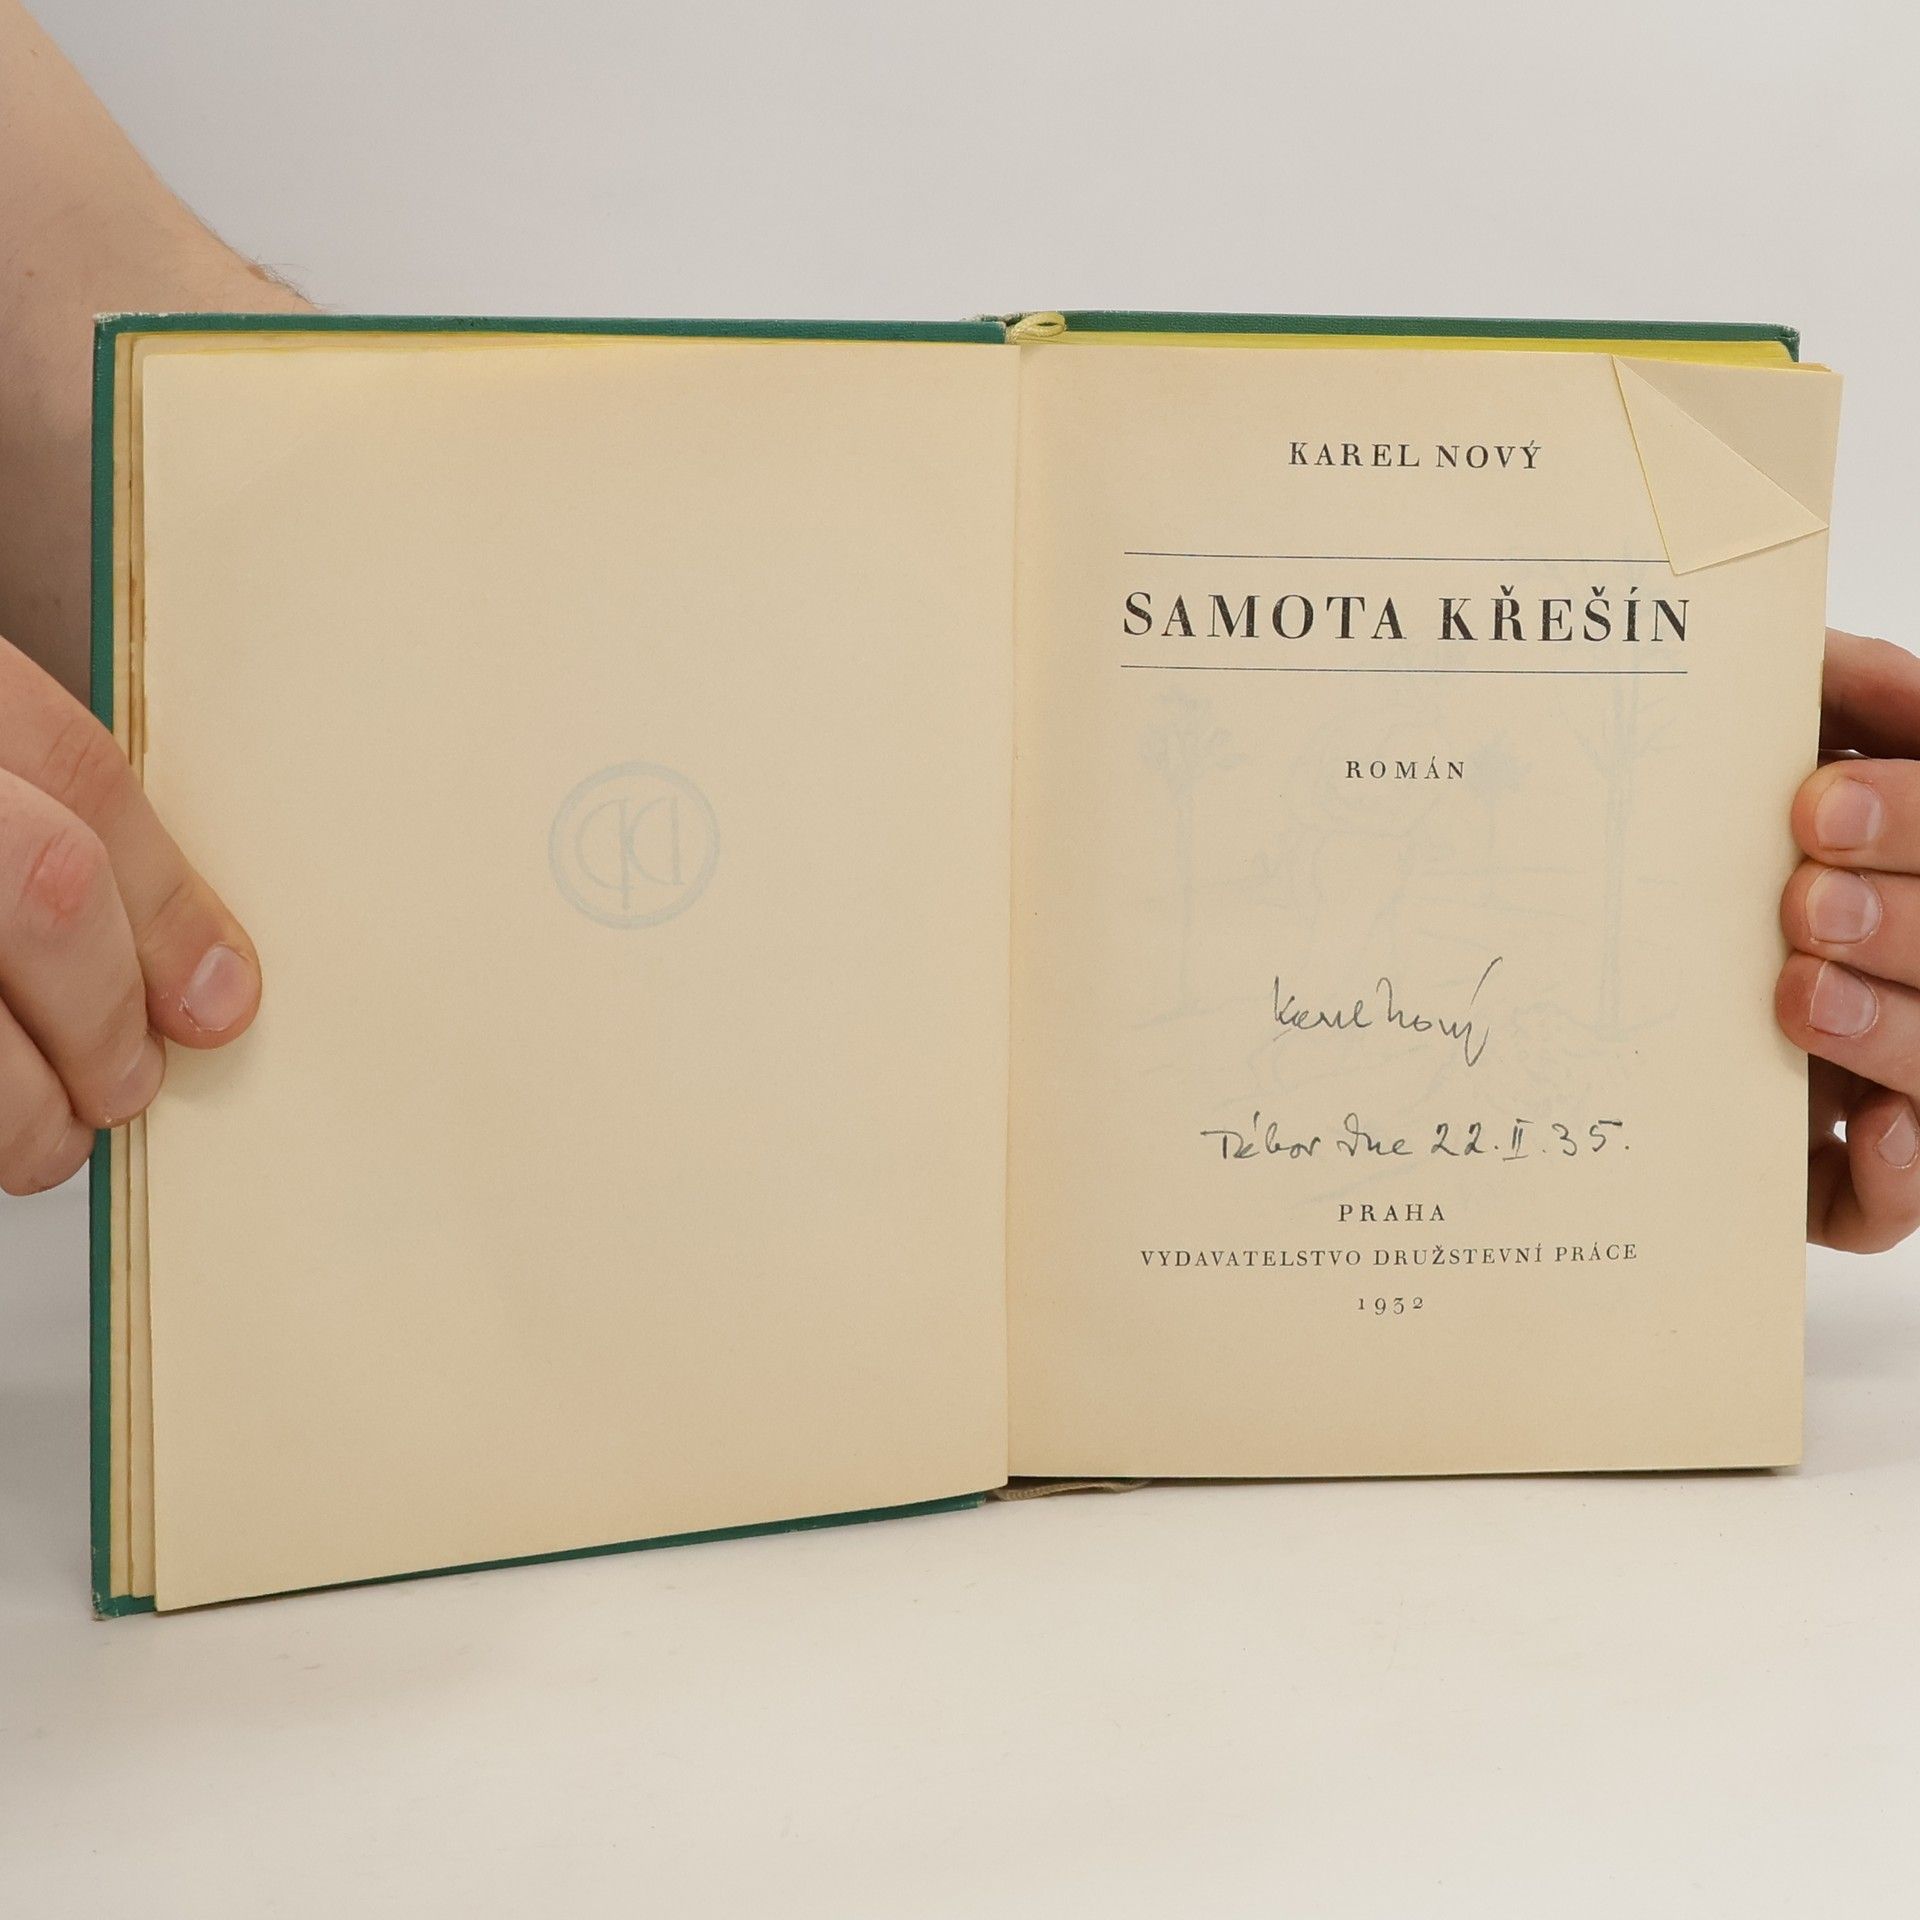 KAREL NOVÝ
SAMOTA KŘEŠÍN
ROMÁN
Karel Nový
Tábor dne 22. II. 35.
PRAHA
VYDAVATELSTVO DRUŽSTEVNÍ PRÁCE
1932